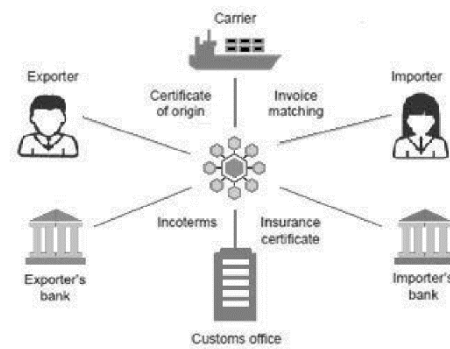 Carrier
Exporter
Importer
Certificate
of origin
Invoice
matching
Incoterms
Insurance
certificate
Exporter's
bank
Importer's
bank
Customs office